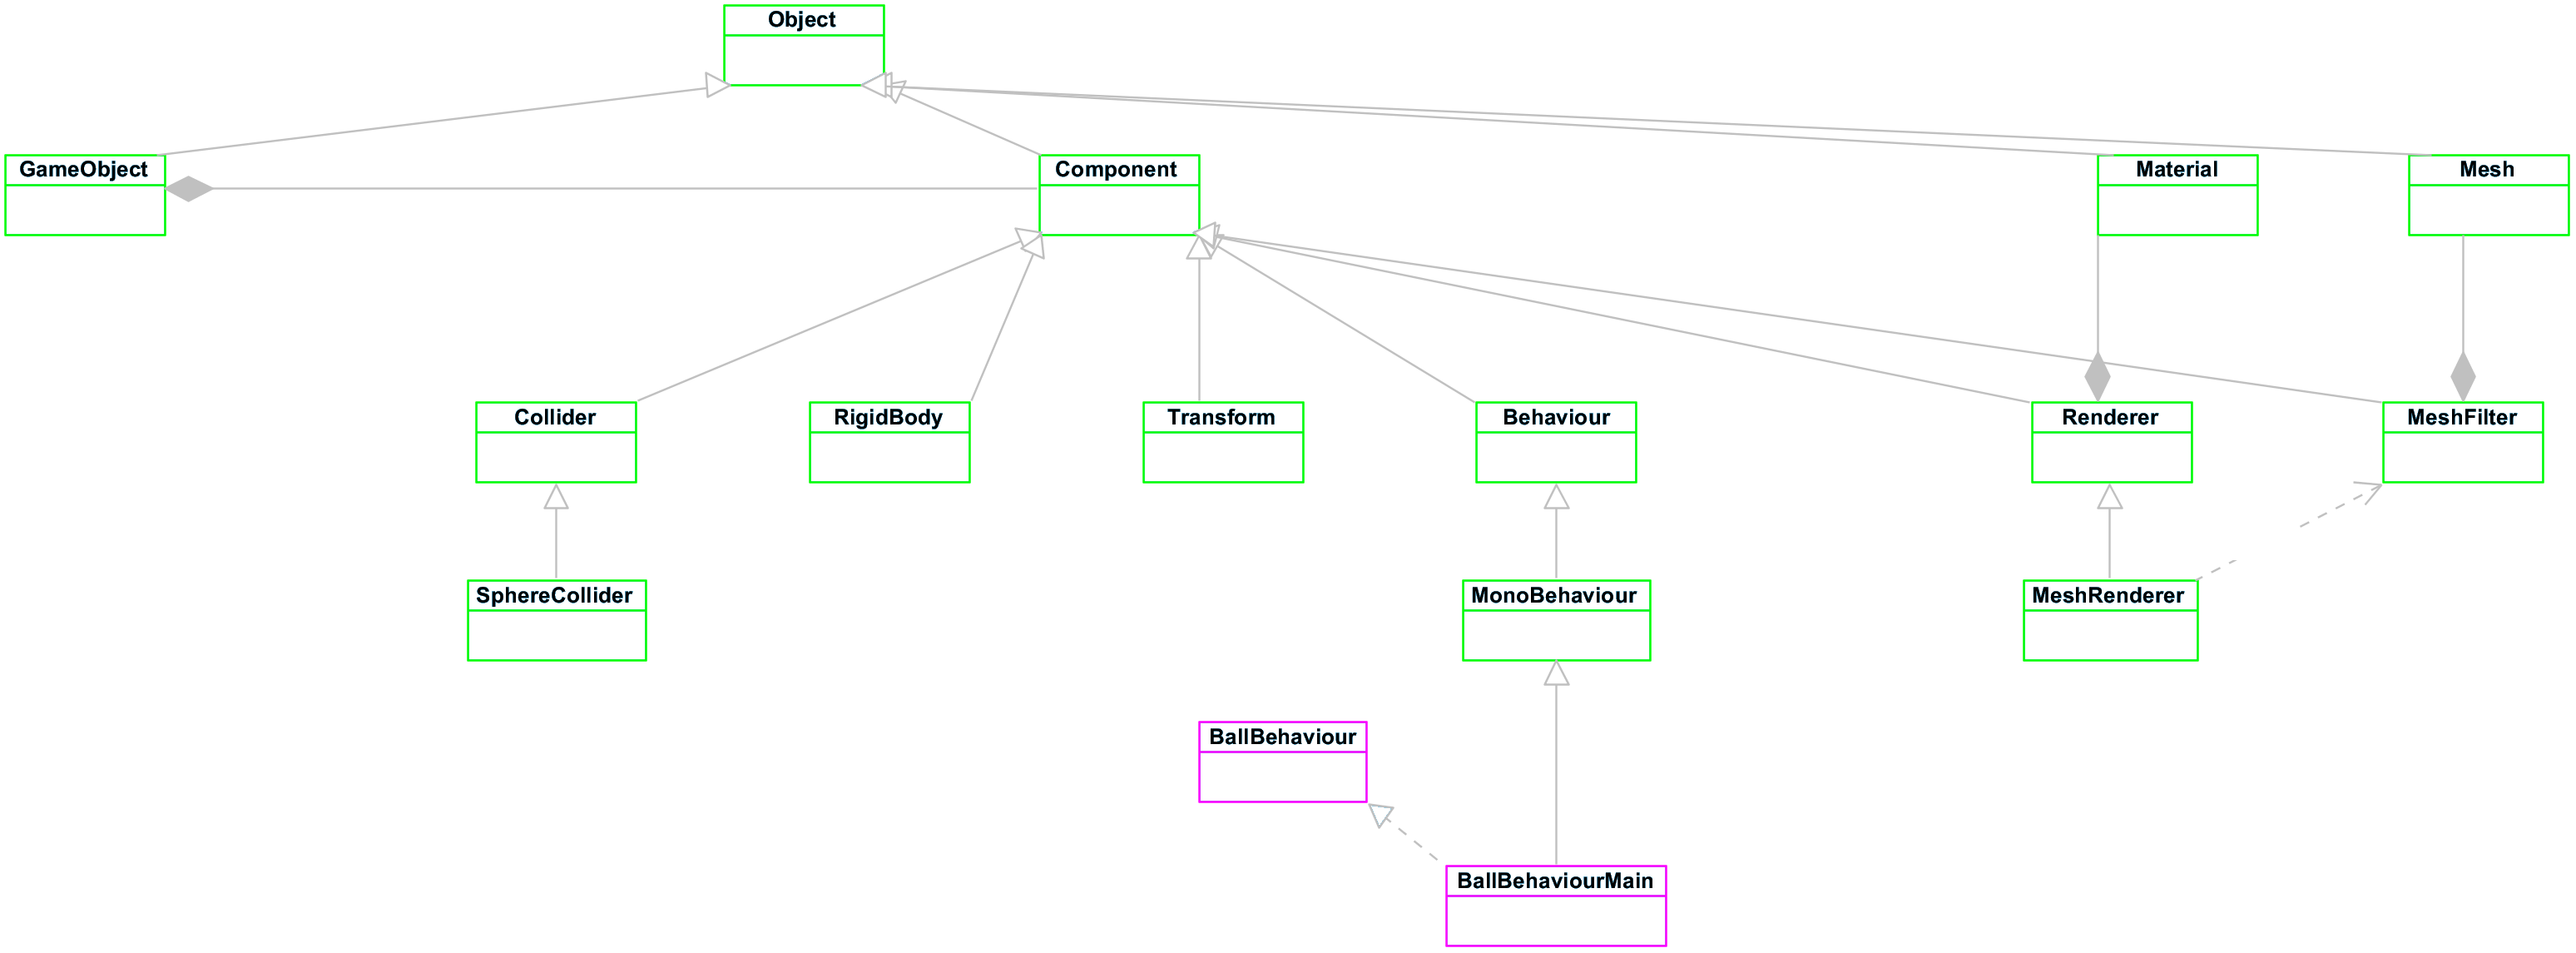 Object
GameObject
Component
Material
Mesh
Collider
RigidBody
Transform
Behaviour
Renderer
MeshFilter
SphereCollider
MonoBehaviour
MeshRenderer
BallBehaviour
BallBehaviourMain